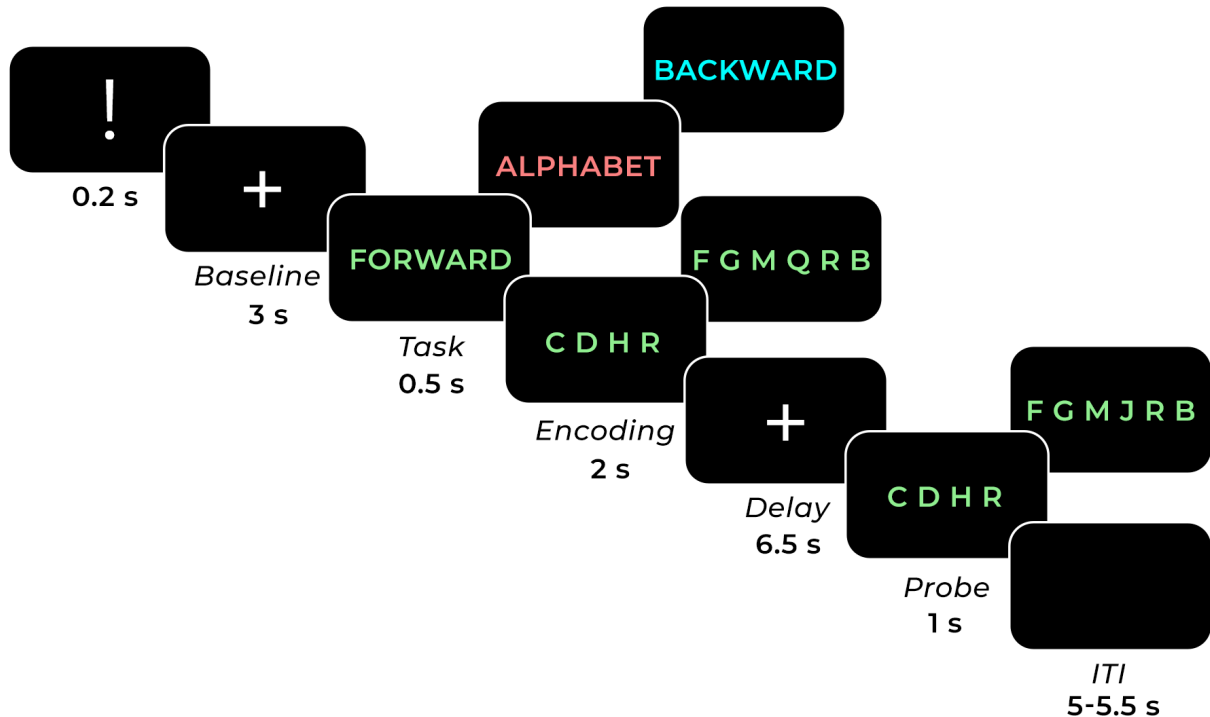 !
0.2 s
+
Baseline
3 s
FORWARD
ALPHABET
BACKWARD
Task
0.5 s
C D H R
F G M Q R B
Encoding
2 s
+
Delay
6.5 s
C D H R
F G M J R B
Probe
1 s
ITI
5-5.5 s